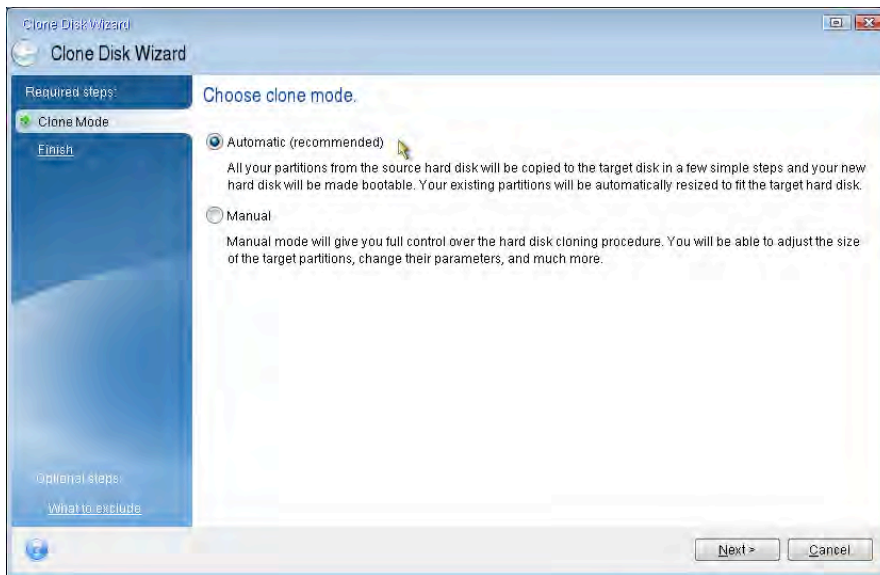 Clone Disk Wizard
Clone Disk Wizard
Required steps:
Clone Mode
Finish
Choose clone mode.
Automatic (recommended)
All your partitions from the source hard disk will be copied to the target disk in a few simple steps and your new
hard disk will be made bootable. Your existing partitions will be automatically resized to fit the target hard disk.
Manual
Manual mode will give you full control over the hard disk cloning procedure. You will be able to adjust the size
of the target partitions, change their parameters, and much more.
Optional steps:
What to exclude
Next >
Cancel